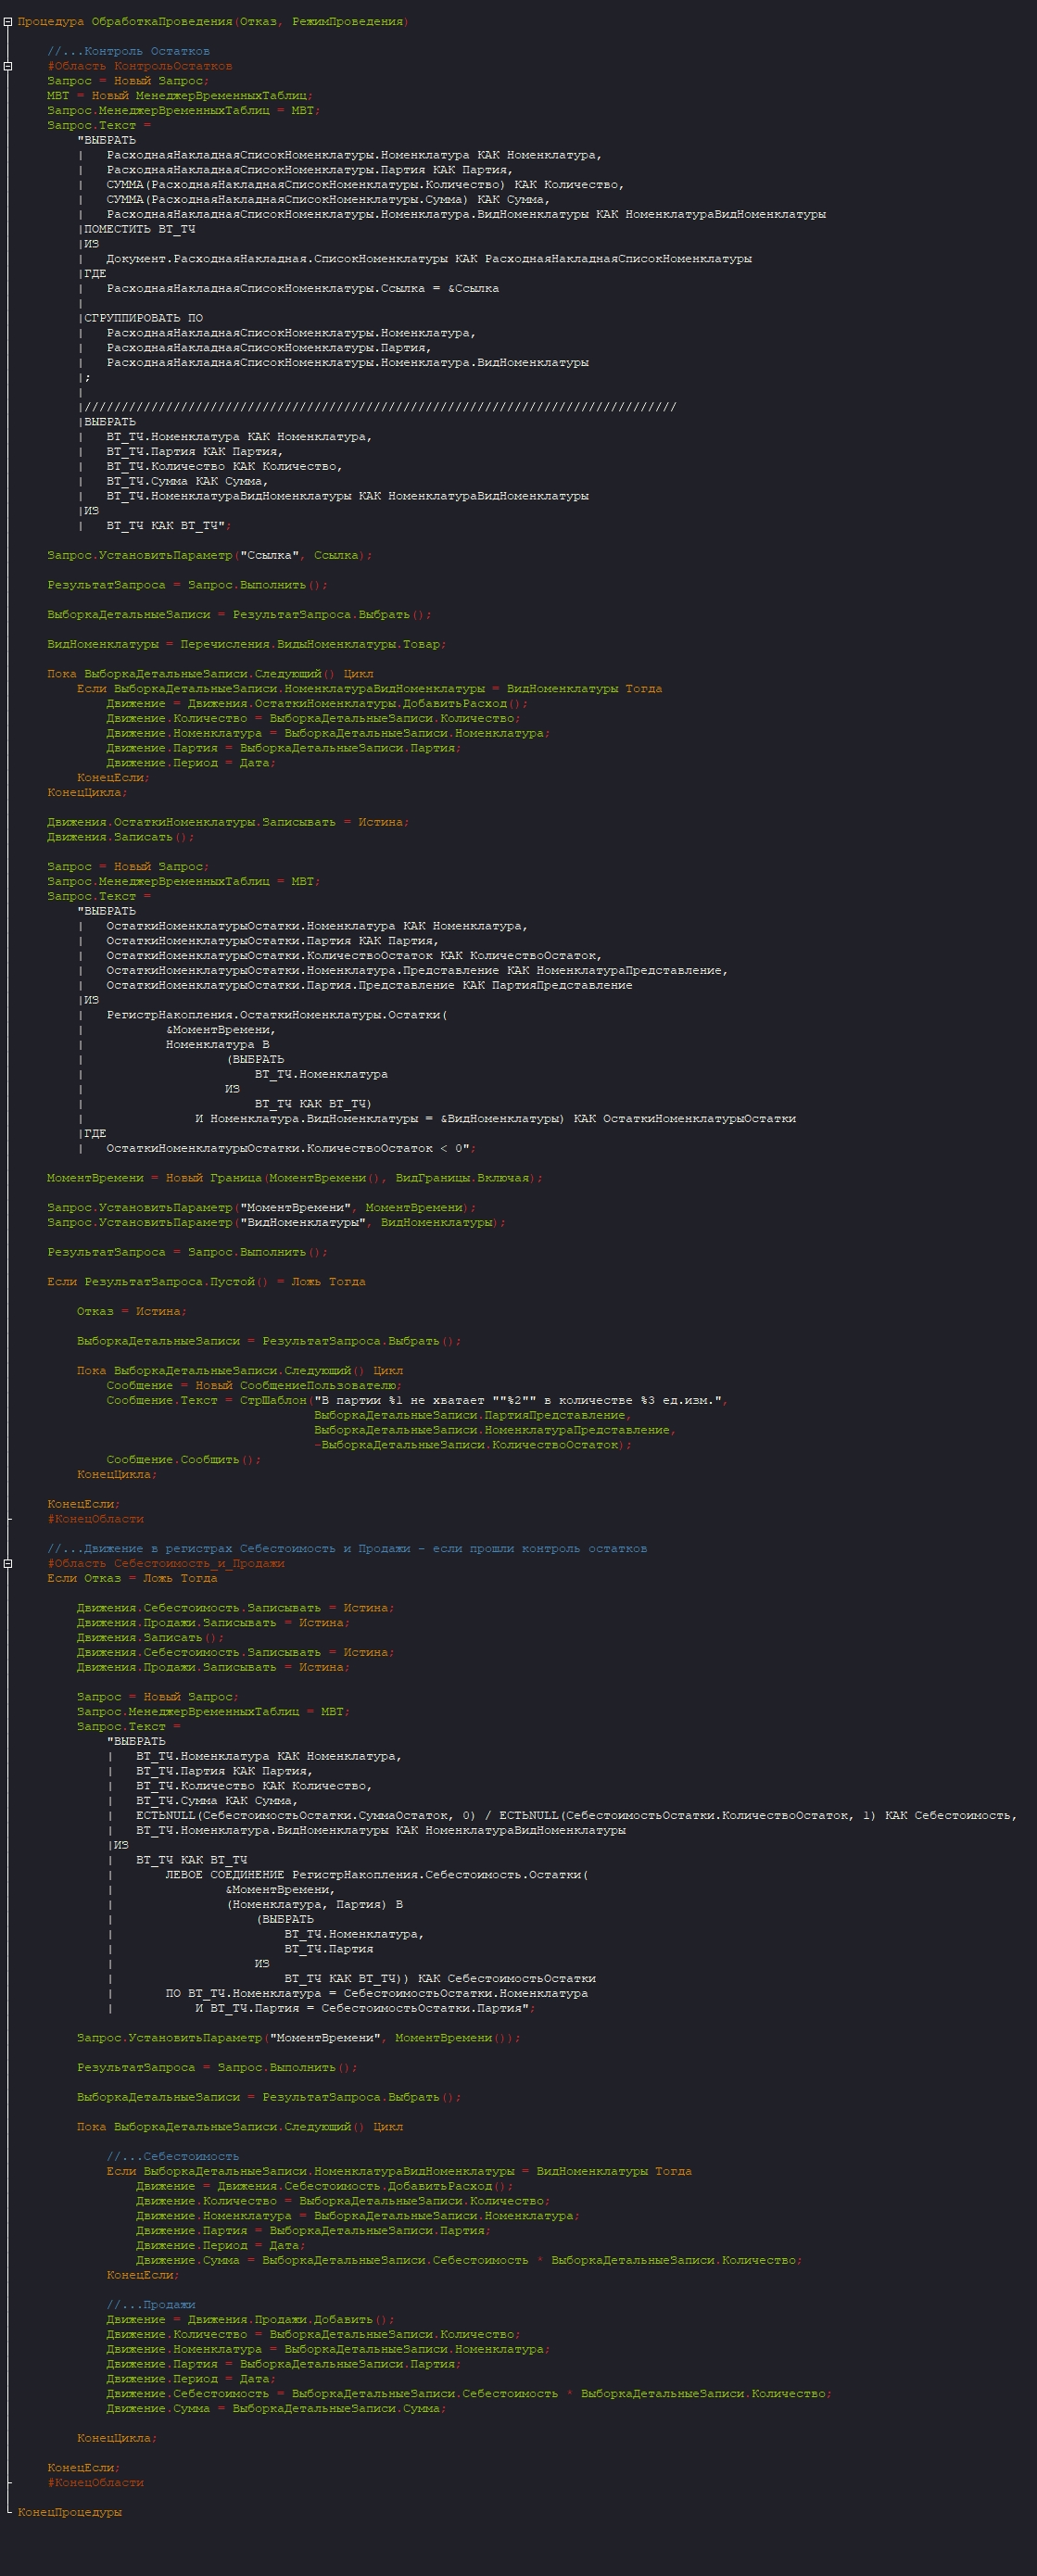 Процедура ОбработкаПроведения(Отказ, РежимПроведения)
//...Контроль Остатков
#Область КонтрольОстатков
Запрос = Новый Запрос;
МВТ = Новый МенеджерВременныхТаблиц;
Запрос.МенеджерВременныхТаблиц = МВТ;
Запрос.Текст =
"ВЫБРАТЬ
|	РасходнаяНакладнаяСписокНоменклатуры.Номенклатура КАК Номенклатура,
|	РасходнаяНакладнаяСписокНоменклатуры.Партия КАК Партия,
|	СУММА(РасходнаяНакладнаяСписокНоменклатуры.Количество) КАК Количество,
|	СУММА(РасходнаяНакладнаяСписокНоменклатуры.Сумма) КАК Сумма,
|	РасходнаяНакладнаяСписокНоменклатуры.Номенклатура.ВидНоменклатуры КАК НоменклатураВидНоменклатуры
|ПОМЕСТИТЬ ВТ_ТЧ
|ИЗ
|	Документ.РасходнаяНакладная.СписокНоменклатуры КАК РасходнаяНакладнаяСписокНоменклатуры
|ГДЕ
|	РасходнаяНакладнаяСписокНоменклатуры.Ссылка = &Ссылка
|
|СГРУППИРОВАТЬ ПО
|	РасходнаяНакладнаяСписокНоменклатуры.Номенклатура,
|	РасходнаяНакладнаяСписокНоменклатуры.Партия,
|	РасходнаяНакладнаяСписокНоменклатуры.Номенклатура.ВидНоменклатуры
|;
|
|////////////////////////////////////////////////////////////////////////////////
|ВЫБРАТЬ
|	ВТ_ТЧ.Номенклатура КАК Номенклатура,
|	ВТ_ТЧ.Партия КАК Партия,
|	ВТ_ТЧ.Количество КАК Количество,
|	ВТ_ТЧ.Сумма КАК Сумма,
|	ВТ_ТЧ.НоменклатураВидНоменклатуры КАК НоменклатураВидНоменклатуры
|ИЗ
|	ВТ_ТЧ КАК ВТ_ТЧ";
Запрос.УстановитьПараметр("Ссылка", Ссылка);
РезультатЗапроса = Запрос.Выполнить();
ВыборкаДетальныеЗаписи = РезультатЗапроса.Выбрать();
ВидНоменклатуры = Перечисления.ВидыНоменклатуры.Товар;
Пока ВыборкаДетальныеЗаписи.Следующий() Цикл
Если ВыборкаДетальныеЗаписи.НоменклатураВидНоменклатуры = ВидНоменклатуры Тогда
Движение = Движения.ОстаткиНоменклатуры.ДобавитьРасход();
Движение.Количество = ВыборкаДетальныеЗаписи.Количество;
Движение.Номенклатура = ВыборкаДетальныеЗаписи.Номенклатура;
Движение.Партия = ВыборкаДетальныеЗаписи.Партия;
Движение.Период = Дата;
КонецЕсли;
КонецЦикла;
Движения.ОстаткиНоменклатуры.Записывать = Истина;
Движения.Записать();
Запрос = Новый Запрос;
Запрос.МенеджерВременныхТаблиц = МВТ;
Запрос.Текст =
"ВЫБРАТЬ
|	ОстаткиНоменклатурыОстатки.Номенклатура КАК Номенклатура,
|	ОстаткиНоменклатурыОстатки.Партия КАК Партия,
|	ОстаткиНоменклатурыОстатки.КоличествоОстаток КАК КоличествоОстаток,
|	ОстаткиНоменклатурыОстатки.Номенклатура.Представление КАК НоменклатураПредставление,
|	ОстаткиНоменклатурыОстатки.Партия.Представление КАК ПартияПредставление
|ИЗ
|	РегистрНакопления.ОстаткиНоменклатуры.Остатки(
|			&МоментВремени,
|			Номенклатура В
|					(ВЫБРАТЬ
|						ВТ_ТЧ.Номенклатура
|					ИЗ
|						ВТ_ТЧ КАК ВТ_ТЧ)
|				И Номенклатура.ВидНоменклатуры = &ВидНоменклатуры) КАК ОстаткиНоменклатурыОстатки
|ГДЕ
|	ОстаткиНоменклатурыОстатки.КоличествоОстаток < 0";
МоментВремени = Новый Граница(МоментВремени(), ВидГраницы.Включая);
Запрос.УстановитьПараметр("МоментВремени", МоментВремени);
Запрос.УстановитьПараметр("ВидНоменклатуры", ВидНоменклатуры);
РезультатЗапроса = Запрос.Выполнить();
Если РезультатЗапроса.Пустой() = Ложь Тогда
Отказ = Истина;
ВыборкаДетальныеЗаписи = РезультатЗапроса.Выбрать();
Пока ВыборкаДетальныеЗаписи.Следующий() Цикл
Сообщение = Новый СообщениеПользователю;
Сообщение.Текст = СтрШаблон("В партии %1 не хватает ""%2"" в количестве %3 ед.изм.",
ВыборкаДетальныеЗаписи.ПартияПредставление,
ВыборкаДетальныеЗаписи.НоменклатураПредставление,
-ВыборкаДетальныеЗаписи.КоличествоОстаток);
Сообщение.Сообщить();
КонецЦикла;
КонецЕсли;
#КонецОбласти
//...Движение в регистрах Себестоимость и Продажи - если прошли контроль остатков
#Область Себестоимость_и_Продажи
Если Отказ = Ложь Тогда
Движения.Себестоимость.Записывать = Истина;
Движения.Продажи.Записывать = Истина;
Движения.Записать();
Движения.Себестоимость.Записывать = Истина;
Движения.Продажи.Записывать = Истина;
Запрос = Новый Запрос;
Запрос.МенеджерВременныхТаблиц = МВТ;
Запрос.Текст =
"ВЫБРАТЬ
|	ВТ_ТЧ.Номенклатура КАК Номенклатура,
|	ВТ_ТЧ.Партия КАК Партия,
|	ВТ_ТЧ.Количество КАК Количество,
|	ВТ_ТЧ.Сумма КАК Сумма,
|	ЕСТЬNULL(СебестоимостьОстатки.СуммаОстаток, 0) / ЕСТЬNULL(СебестоимостьОстатки.КоличествоОстаток, 1) КАК Себестоимость,
|	ВТ_ТЧ.Номенклатура.ВидНоменклатуры КАК НоменклатураВидНоменклатуры
|ИЗ
|	ВТ_ТЧ КАК ВТ_ТЧ
|		ЛЕВОЕ СОЕДИНЕНИЕ РегистрНакопления.Себестоимость.Остатки(
|				&МоментВремени,
|				(Номенклатура, Партия) В
|					(ВЫБРАТЬ
|						ВТ_ТЧ.Номенклатура,
|						ВТ_ТЧ.Партия
|					ИЗ
|						ВТ_ТЧ КАК ВТ_ТЧ)) КАК СебестоимостьОстатки
|		ПО ВТ_ТЧ.Номенклатура = СебестоимостьОстатки.Номенклатура
|			И ВТ_ТЧ.Партия = СебестоимостьОстатки.Партия";
Запрос.УстановитьПараметр("МоментВремени", МоментВремени());
РезультатЗапроса = Запрос.Выполнить();
ВыборкаДетальныеЗаписи = РезультатЗапроса.Выбрать();
Пока ВыборкаДетальныеЗаписи.Следующий() Цикл
//...Себестоимость
Если ВыборкаДетальныеЗаписи.НоменклатураВидНоменклатуры = ВидНоменклатуры Тогда
Движение = Движения.Себестоимость.ДобавитьРасход();
Движение.Количество = ВыборкаДетальныеЗаписи.Количество;
Движение.Номенклатура = ВыборкаДетальныеЗаписи.Номенклатура;
Движение.Партия = ВыборкаДетальныеЗаписи.Партия;
Движение.Период = Дата;
Движение.Сумма = ВыборкаДетальныеЗаписи.Себестоимость * ВыборкаДетальныеЗаписи.Количество;
КонецЕсли;
//...Продажи
Движение = Движения.Продажи.Добавить();
Движение.Количество = ВыборкаДетальныеЗаписи.Количество;
Движение.Номенклатура = ВыборкаДетальныеЗаписи.Номенклатура;
Движение.Партия = ВыборкаДетальныеЗаписи.Партия;
Движение.Период = Дата;
Движение.Себестоимость = ВыборкаДетальныеЗаписи.Себестоимость * ВыборкаДетальныеЗаписи.Количество;
Движение.Сумма = ВыборкаДетальныеЗаписи.Сумма;
КонецЦикла;
КонецЕсли;
#КонецОбласти
КонецПроцедуры